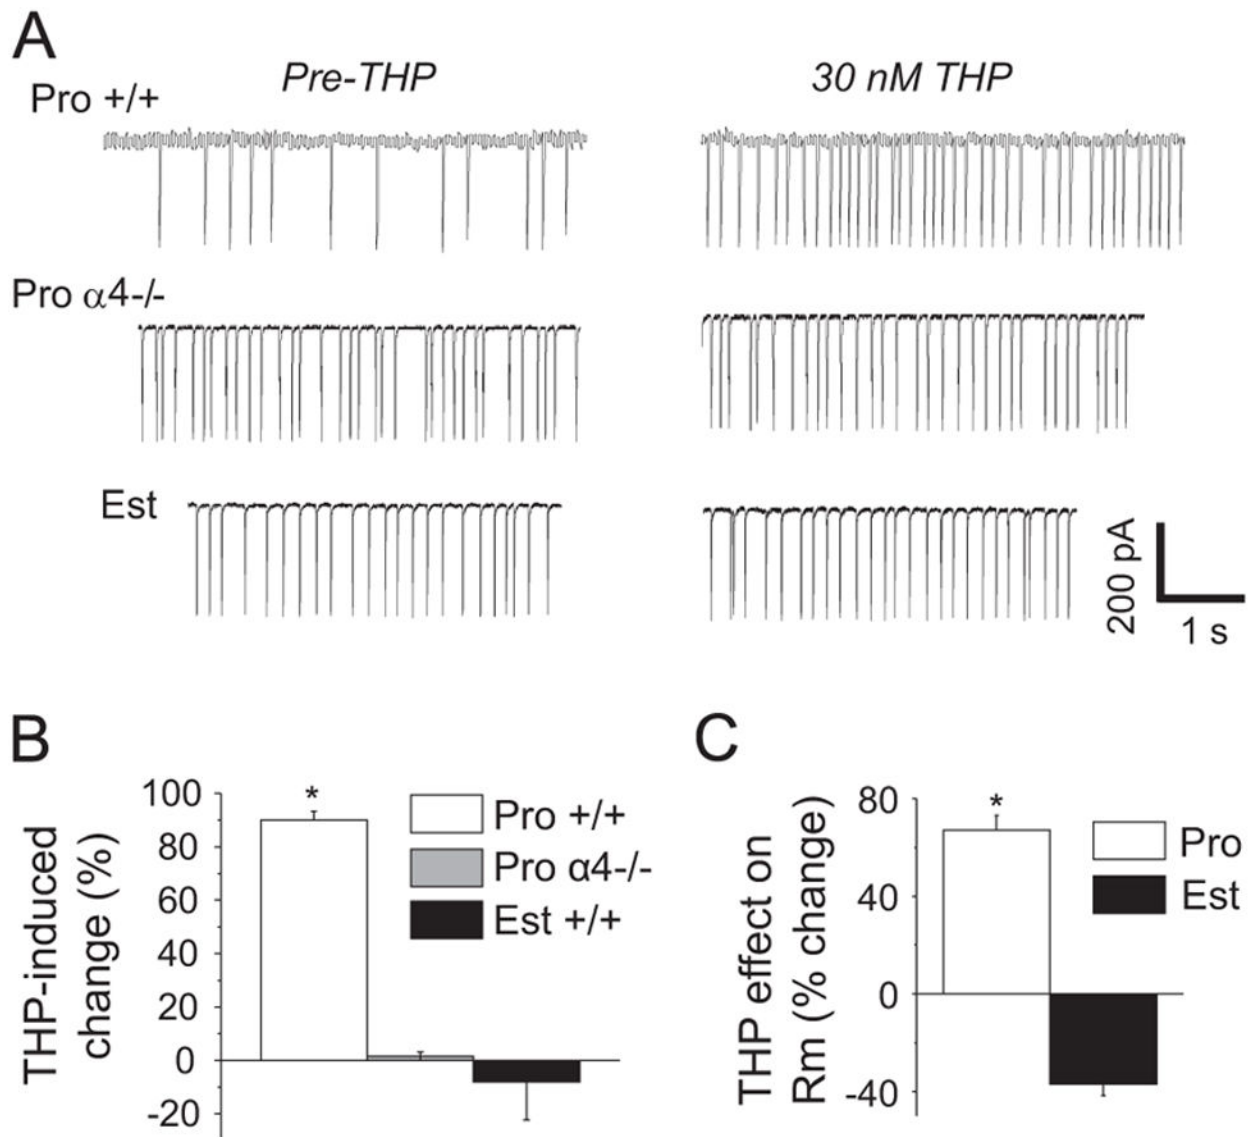 A
Pre-THP
30 nM THP
Pro +/+
Pro α4-/-
Est
200 pA
1 s
B
THP-induced
change (%)
100
80
60
40
20
0
-20
*
Pro +/+
Pro α4-/-
Est +/+
C
THP effect on
Rm (% change)
80
40
0
-40
*
Pro
Est